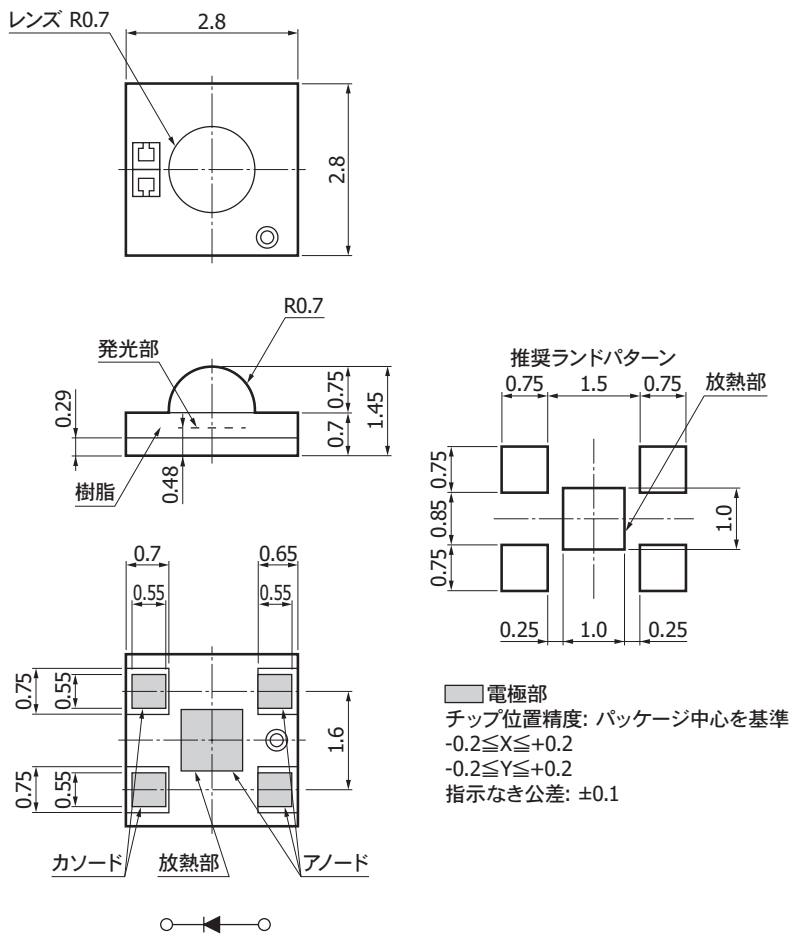 レンズ R0.7
2.8
2.8
R0.7
発光部
0.29
0.75
1.45
0.7
樹脂
0.48
推奨ランドパターン
0.75
1.5
0.75
放熱部
0.75
0.85
0.75
1.0
0.25
1.0
0.25
0.7
0.65
0.55
0.55
0.75
0.55
1.6
0.75
0.55
カソード
放熱部
アノード
電極部
チップ位置精度: パッケージ中心を基準
-0.2≦X≦+0.2
-0.2≦Y≦+0.2
指示なき公差: ±0.1